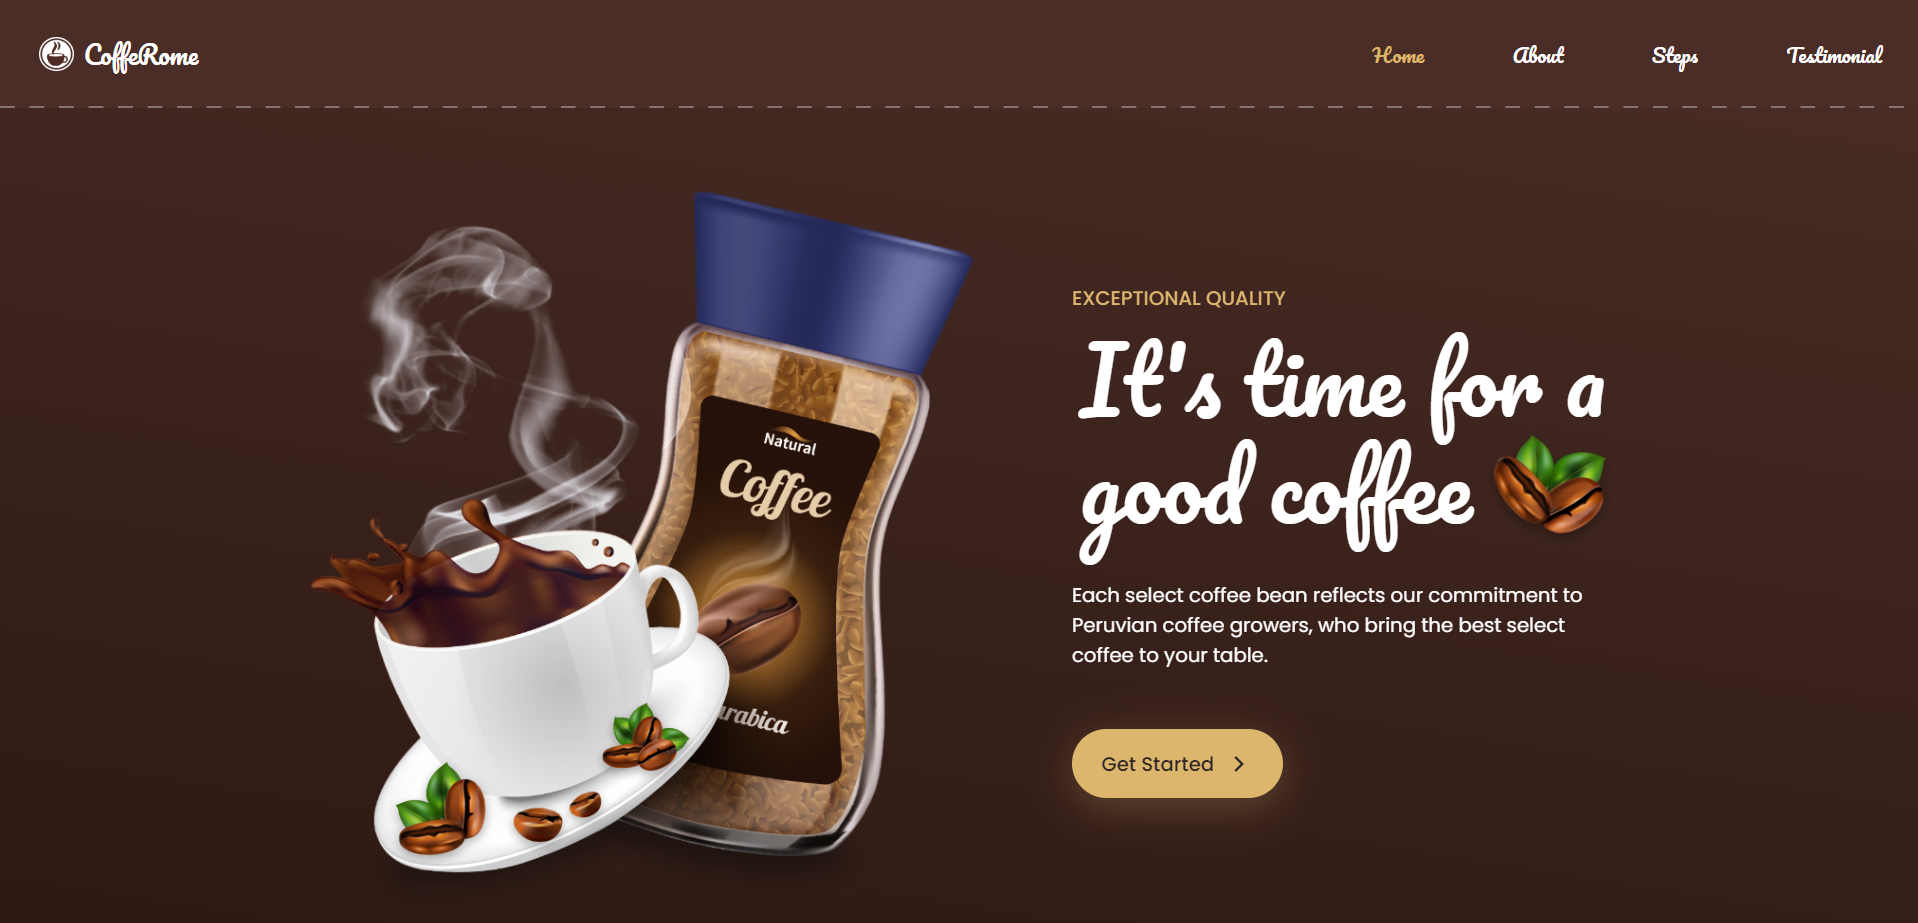 CoffeRome
Home
About
Steps
Testimonial
Natural
Coffee
EXCEPTIONAL QUALITY
It's time for a
good coffee
Each select coffee bean reflects our commitment to
Peruvian coffee growers, who bring the best select
coffee to your table.
Get Started